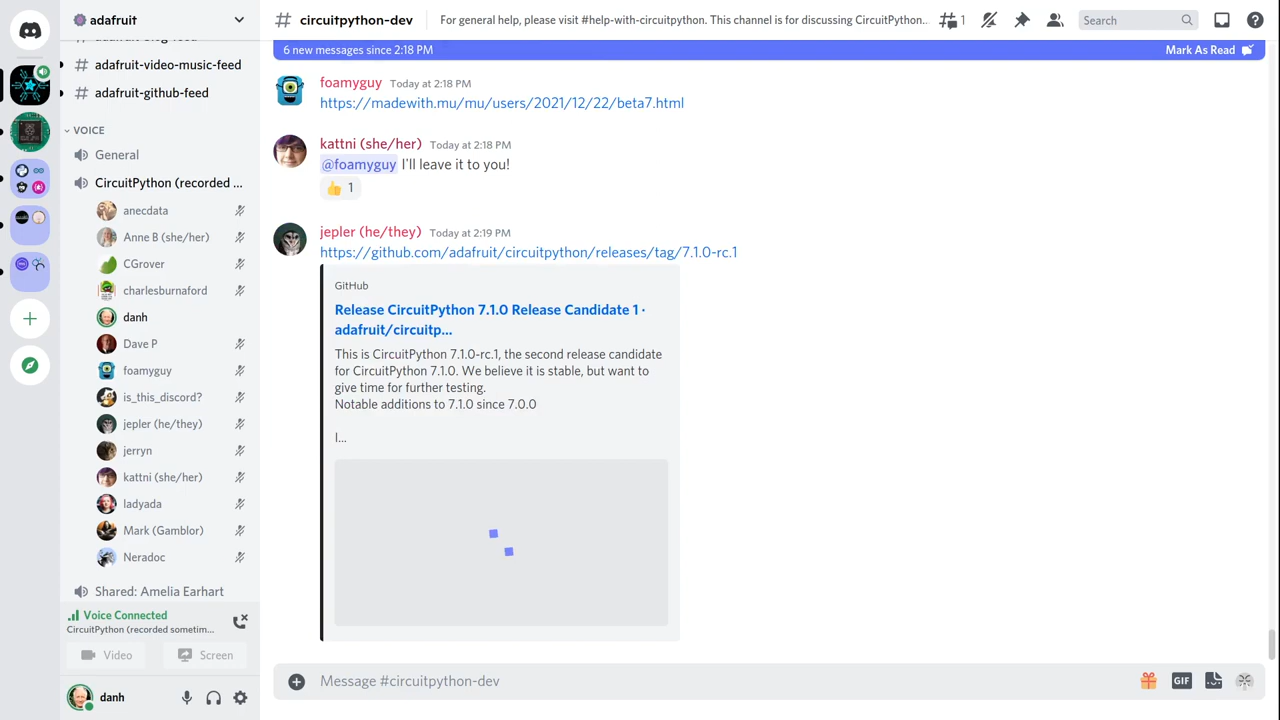 adafruit
adafruit-video-music-feed
adafruit-github-feed
VOICE
General
CircuitPython (recorded ...
anecdata
Anne B (she/her)
CGrover
charlesburnaford
danh
Dave P
foamyguy
is_this_discord?
jepler (he/they)
jerryn
kattni (she/her)
ladyada
Mark (Gamblor)
Neradoc
Shared: Amelia Earhart
Voice Connected
CircuitPython (recorded sometim...
Video
Screen
danh
# circuitpython-dev
For general help, please visit #help-with-circuitpython. This channel is for discussing CircuitPython...
1
Search
6 new messages since 2:18 PM
Mark As Read
foamyguy Today at 2:18 PM
https://madewith.mu/mu/users/2021/12/22/beta7.html
kattni (she/her) Today at 2:18 PM
@foamyguy I'll leave it to you!
1
jepler (he/they) Today at 2:19 PM
https://github.com/adafruit/circuitpython/releases/tag/7.1.0-rc.1
GitHub
Release CircuitPython 7.1.0 Release Candidate 1 ·
adafruit/circuitp...
This is CircuitPython 7.1.0-rc.1, the second release candidate
for CircuitPython 7.1.0. We believe it is stable, but want to
give time for further testing.
Notable additions to 7.1.0 since 7.0.0
I...
Message #circuitpython-dev
GIF